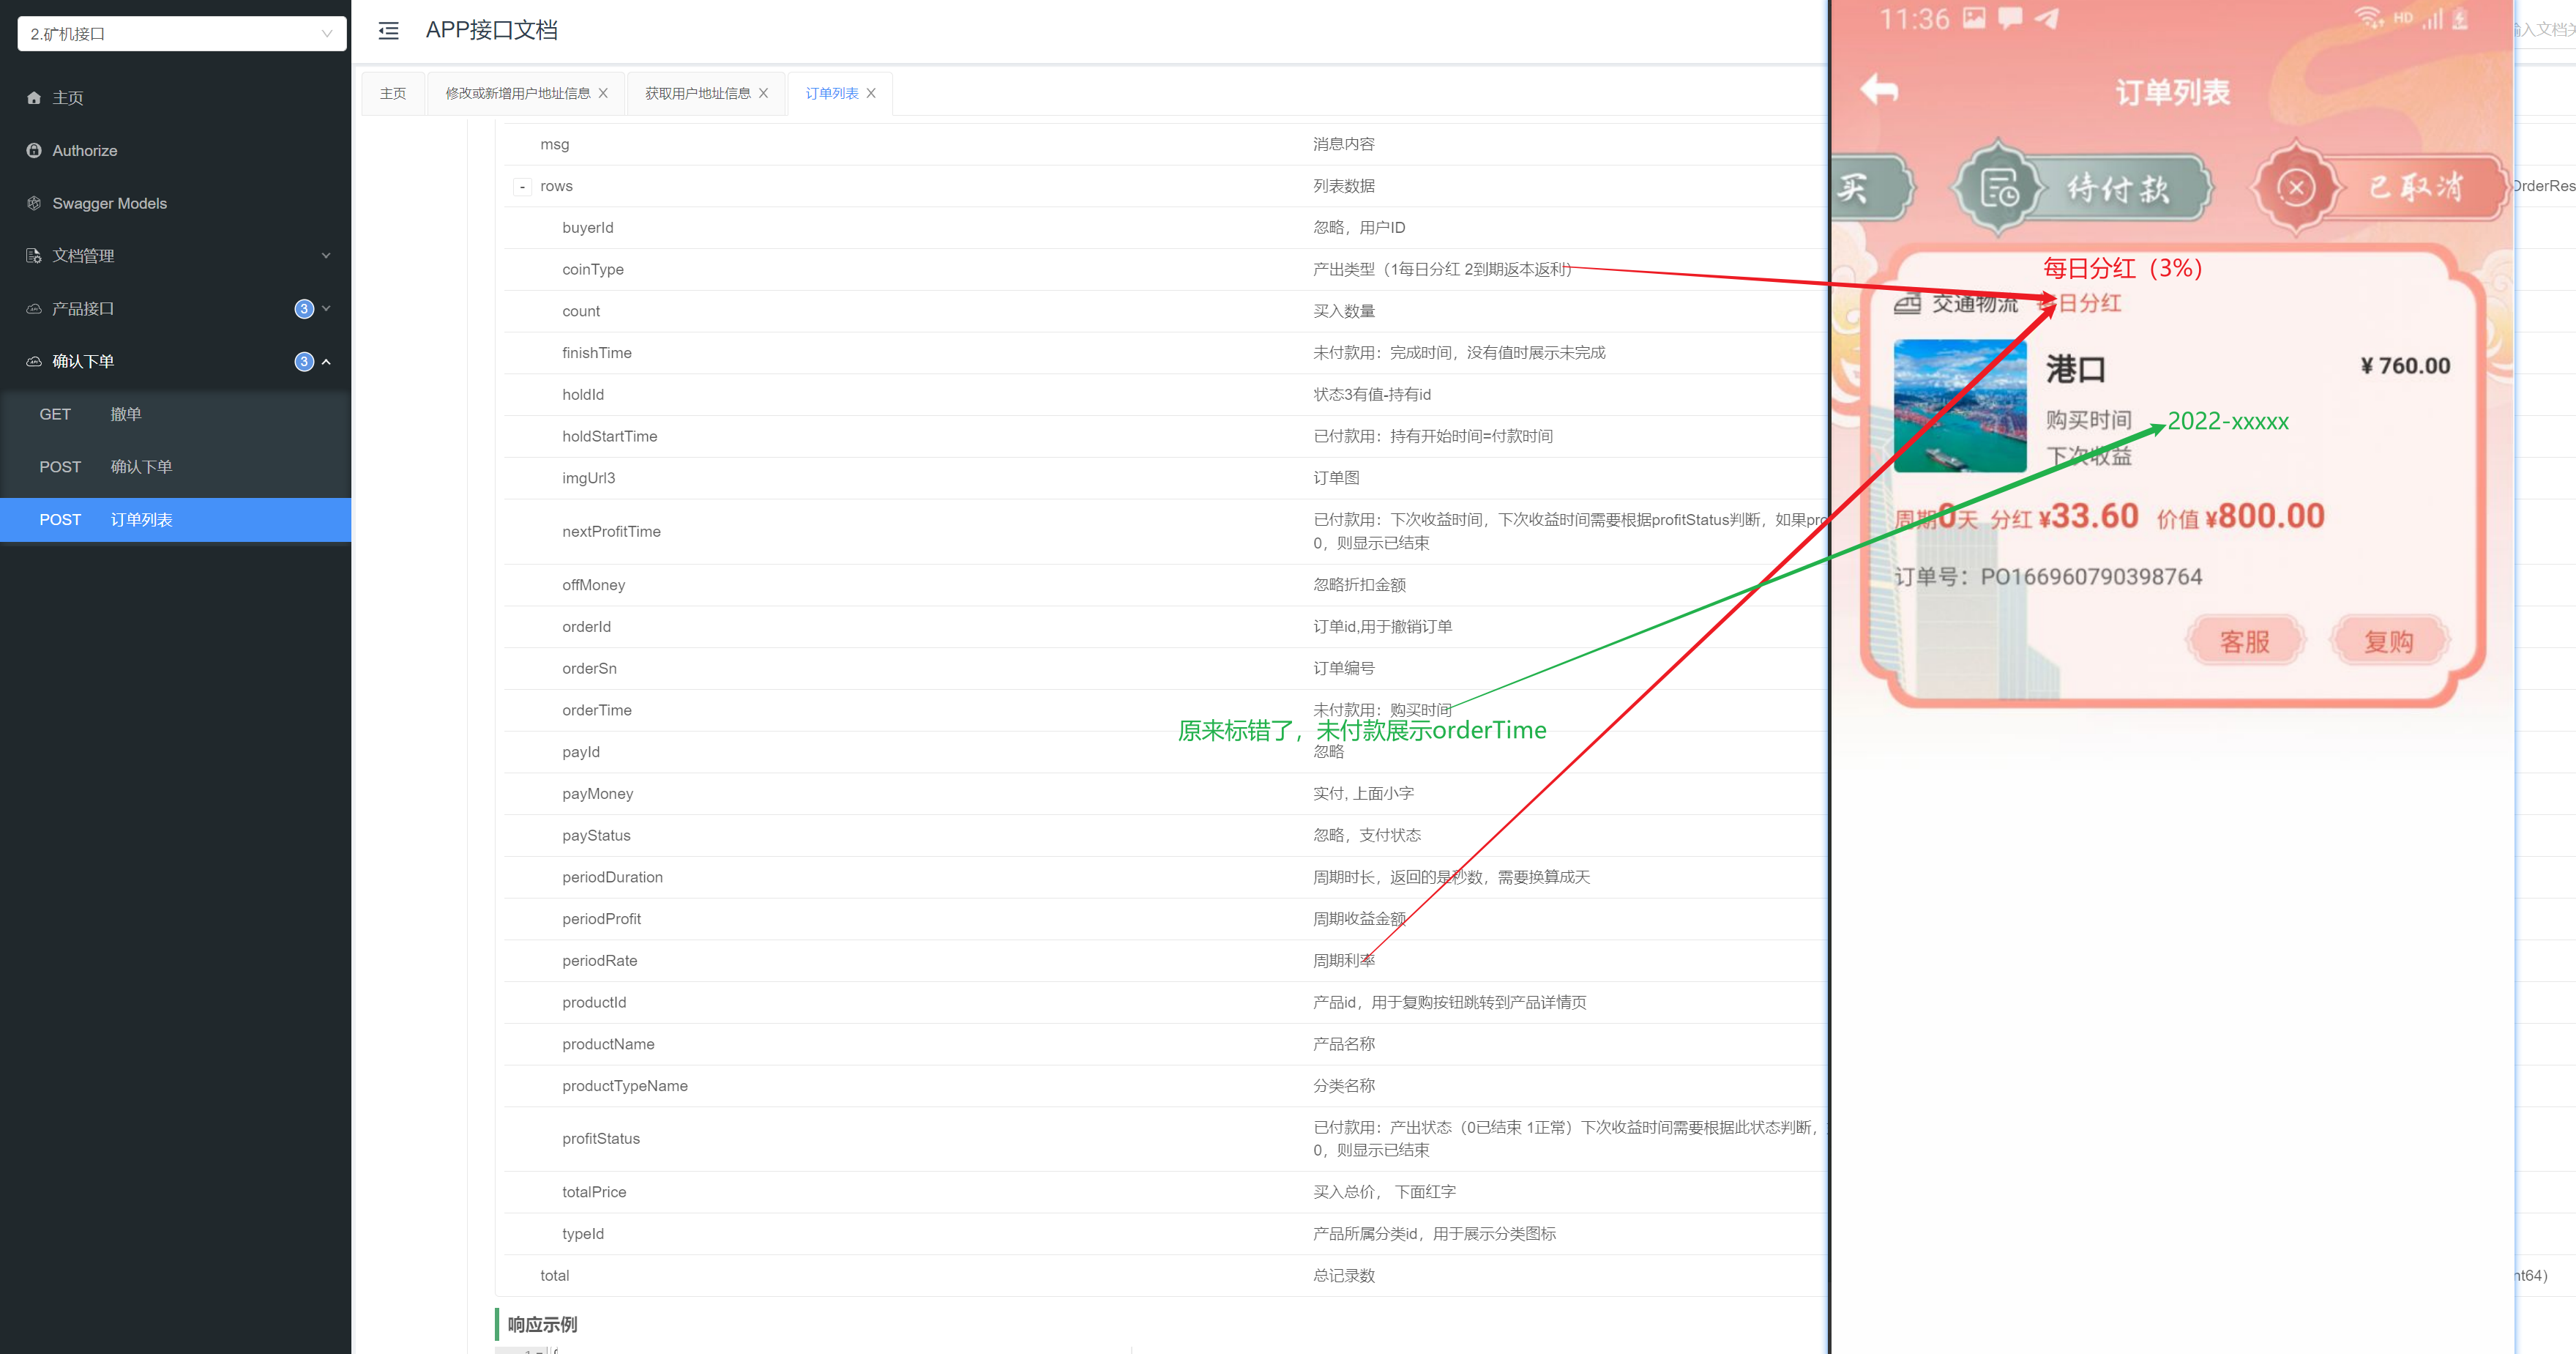 2.矿机接口
主页
Authorize
Swagger Models
文档管理
产品接口 3
确认下单 3
GET 撤单
POST 确认下单
POST 订单列表
APP接口文档
主页
修改或新增用户地址信息
获取用户地址信息
订单列表
msg 消息内容
- rows 列表数据
buyerId 忽略，用户ID
coinType 产出类型（1每日分红 2到期返本返利）
count 买入数量
finishTime 未付款用：完成时间，没有值时展示未完成
holdId 状态3有值-持有id
holdStartTime 已付款用：持有开始时间=付款时间
imgUrl3 订单图
nextProfitTime 已付款用：下次收益时间，下次收益时间需要根据profitStatus判断，如果pro
0，则显示已结束
offMoney 忽略折扣金额
orderId 订单id,用于撤销订单
orderSn 订单编号
orderTime 未付款用：购买时间
原来标错了，未付款展示orderTime
payId 忽略
payMoney 实付, 上面小字
payStatus 忽略，支付状态
periodDuration 周期时长，返回的是秒数，需要换算成天
periodProfit 周期收益金额
periodRate 周期利率
productId 产品id，用于复购按钮跳转到产品详情页
productName 产品名称
productTypeName 分类名称
profitStatus 已付款用：产出状态（0已结束 1正常）下次收益时间需要根据此状态判断，
0，则显示已结束
totalPrice 买入总价， 下面红字
typeId 产品所属分类id，用于展示分类图标
total 总记录数
响应示例
11:36
HD
订单列表
买
待付款
已取消
每日分红（3%）
交通物流 每日分红
港口
¥ 760.00
购买时间
2022-xxxxx
下次收益
周期0天 分红 ¥33.60 价值 ¥800.00
订单号：PO166960790398764
客服
复购
输入文档关
OrderRes
nt64)